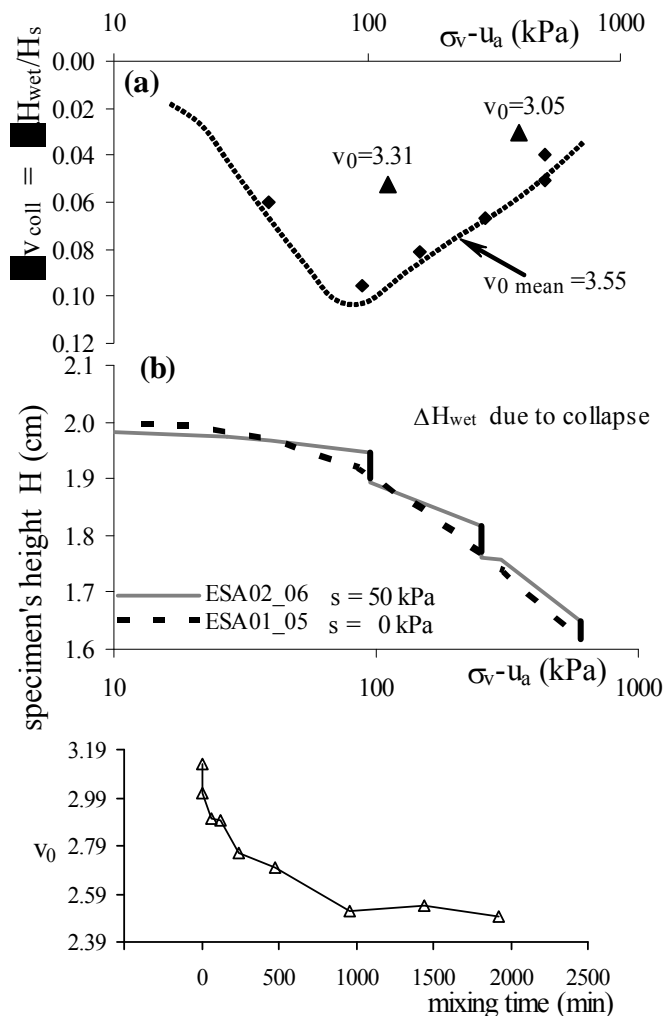 10 100 1000
σv-ua (kPa)
0.00
0.02
0.04
0.06
0.08
0.10
0.12
vcoll = Hwet/Hs
(a)
v0=3.05
v0=3.31
v0 mean =3.55
(b)
2.1
2.0
1.9
1.8
1.7
1.6
specimen's height H (cm)
ΔHwet due to collapse
ESA02_06 s = 50 kPa
ESA01_05 s = 0 kPa
σv-ua (kPa)
10 100 1000
3.19
2.99
2.79
2.59
2.39
v0
0 500 1000 1500 2000 2500
mixing time (min)